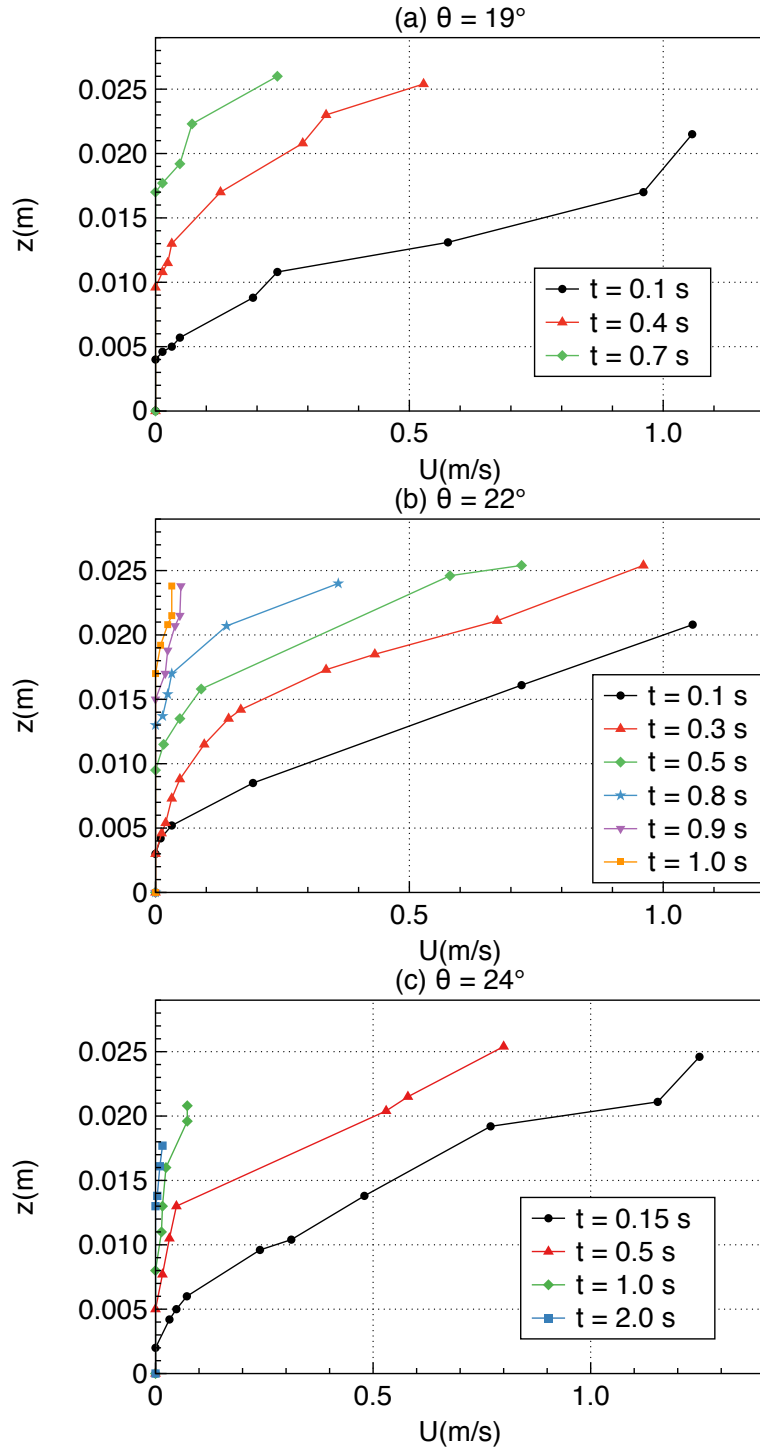 (a) θ = 19°
0.025
0.020
0.015
0.010
0.005
0
z(m)
t = 0.1 s
t = 0.4 s
t = 0.7 s
0 0.5 1.0
U(m/s)
(b) θ = 22°
0.025
0.020
0.015
0.010
0.005
0
z(m)
t = 0.1 s
t = 0.3 s
t = 0.5 s
t = 0.8 s
t = 0.9 s
t = 1.0 s
0 0.5 1.0
U(m/s)
(c) θ = 24°
0.025
0.020
0.015
0.010
0.005
0
z(m)
t = 0.15 s
t = 0.5 s
t = 1.0 s
t = 2.0 s
0 0.5 1.0
U(m/s)